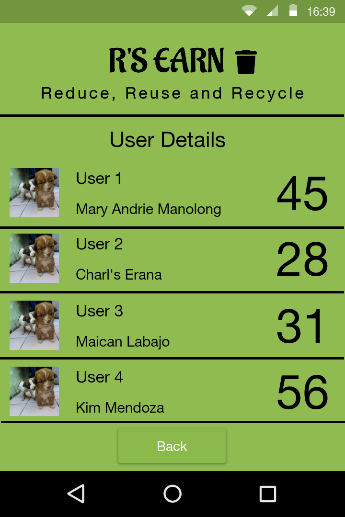 16:39
R'S EARN
Reduce, Reuse and Recycle
User Details
User 1
Mary Andrie Manolong
45
User 2
Charl's Erana
28
User 3
Maican Labajo
31
User 4
Kim Mendoza
56
Back